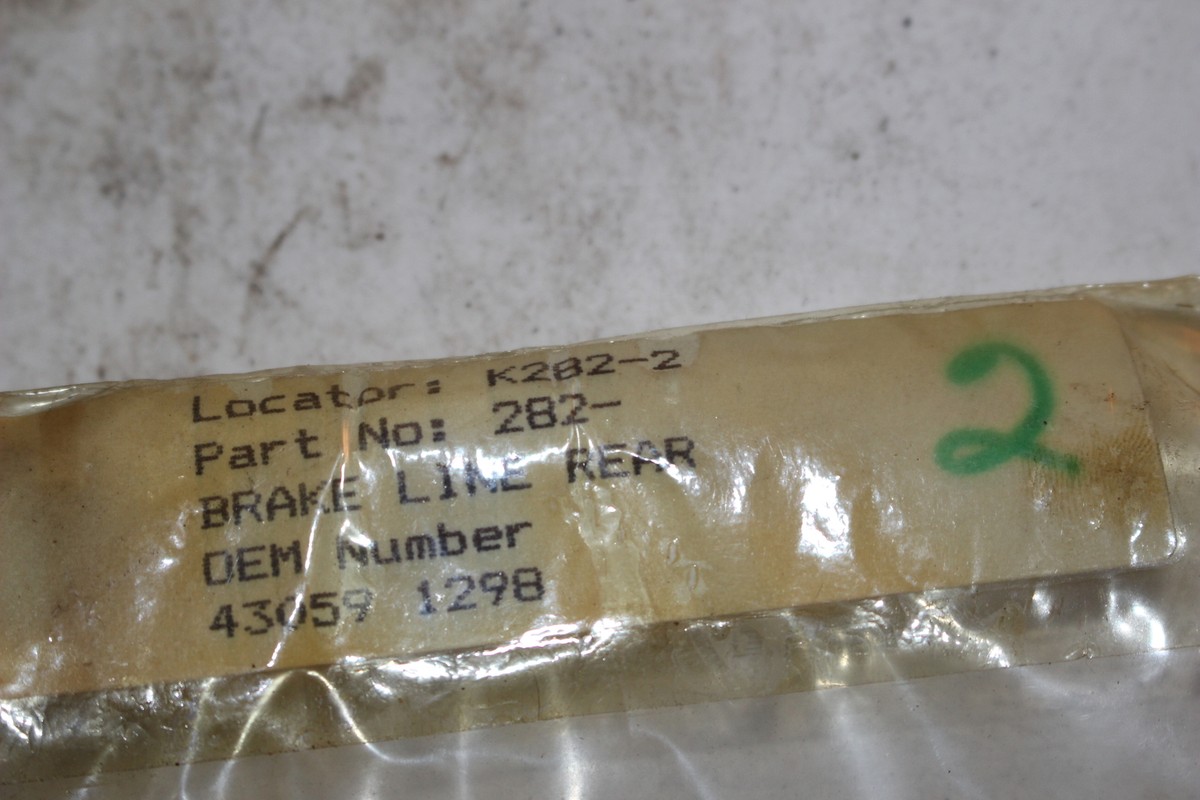 Locator: K282-2
Part No: 282-
BRAKE LINE REAR
OEM Number
43059 1298
2